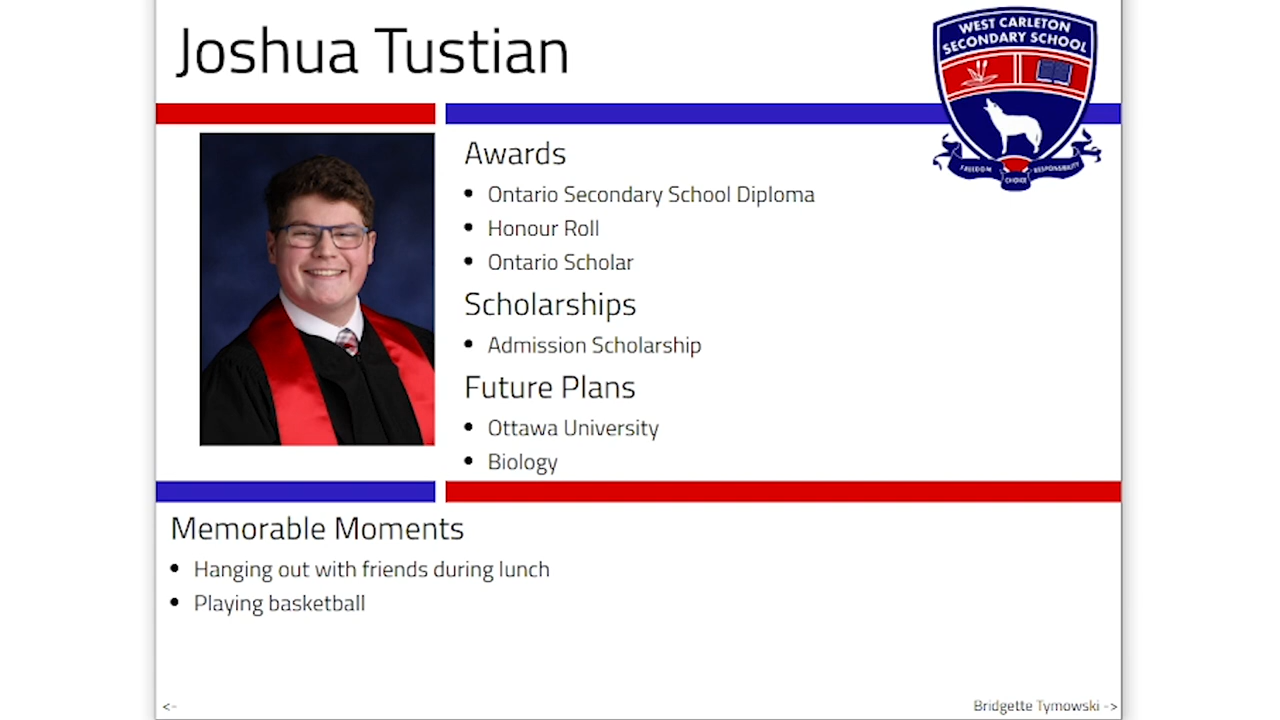 Joshua Tustian
WEST CARLETON
SECONDARY SCHOOL
FREEDOM
CHOICE
RESPONSIBILITY
Awards
• Ontario Secondary School Diploma
• Honour Roll
• Ontario Scholar
Scholarships
• Admission Scholarship
Future Plans
• Ottawa University
• Biology
Memorable Moments
• Hanging out with friends during lunch
• Playing basketball
<-
Bridgette Tymowski ->